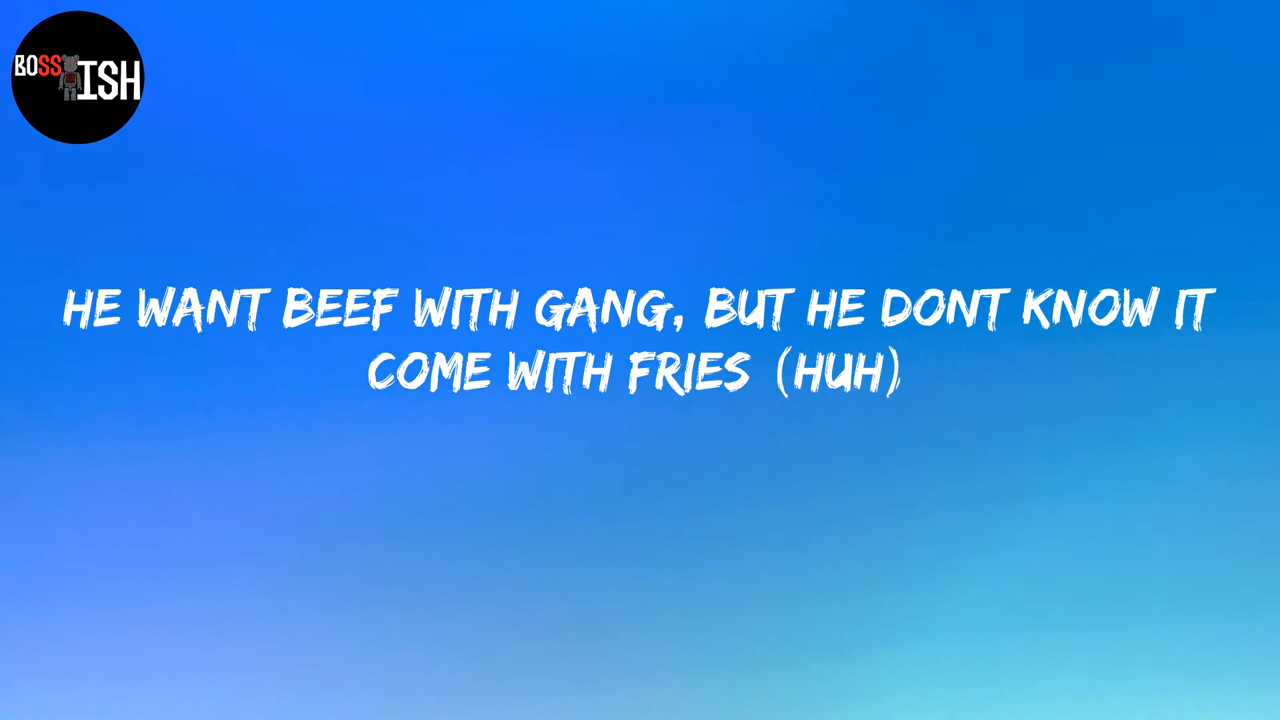 BOSS ISH
HE WANT BEEF WITH GANG, BUT HE DONT KNOW IT
COME WITH FRIES (HUH)